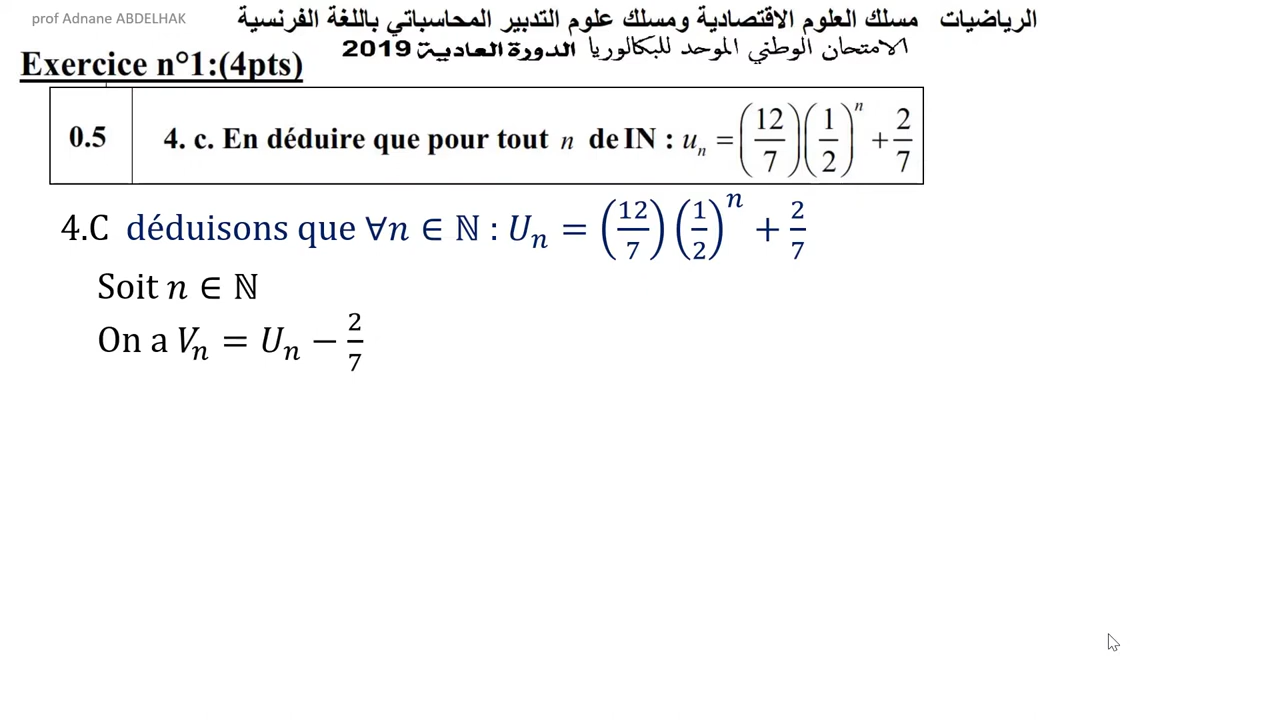 prof Adnane ABDELHAK
الرياضيات مسلك العلوم الاقتصادية ومسلك علوم التدبير المحاسباتي باللغة الفرنسية
الامتحان الوطني الموحد للبكالوريا الدورة العادية 2019
Exercice n°1:(4pts)
0.5 4. c. En déduire que pour tout n de IN : uₙ = (12/7)(1/2)ⁿ + 2/7
4.C déduisons que ∀n ∈ ℕ : Uₙ = (12/7)(1/2)ⁿ + 2/7
Soit n ∈ ℕ
On a Vₙ = Uₙ − 2/7